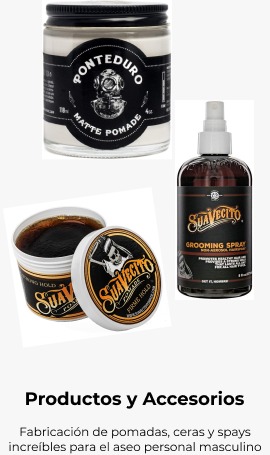 PONTEDURO
MATTE POMADE
SUAVECITO
GROOMING SPRAY
SUAVECITO
POMADE
FIRME HOLD
Productos y Accesorios
Fabricación de pomadas, ceras y spays
increíbles para el aseo personal masculino